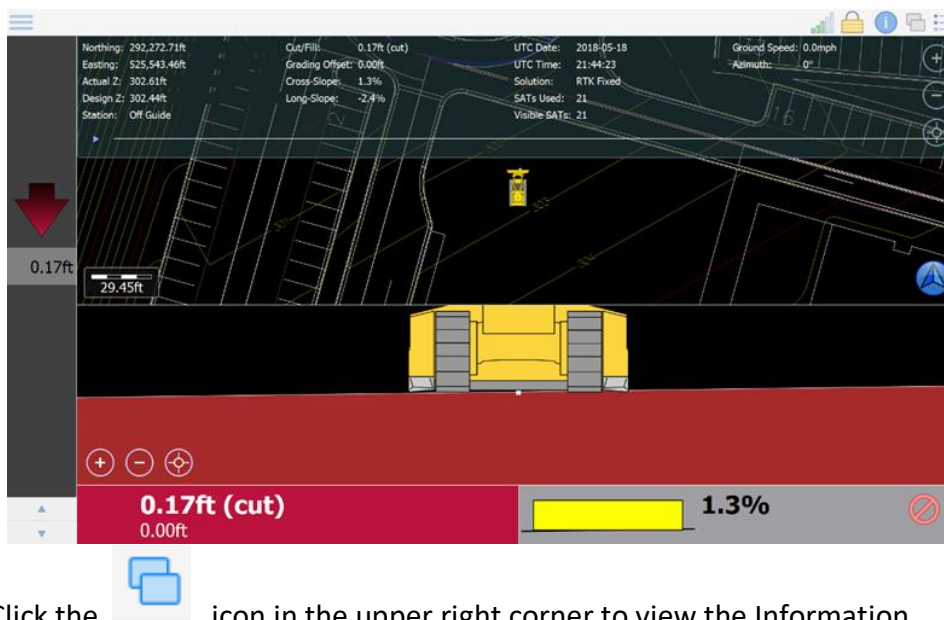 Northing: 292,272.71ft Cut/Fill: 0.17ft (cut) UTC Date: 2018-05-18 Ground Speed: 0.0mph
Easting: 525,543.46ft Grading Offset: 0.00ft UTC Time: 21:44:23 Azimuth: 0°
Actual Z: 302.61ft Cross-Slope: 1.3% Solution: RTK Fixed
Design Z: 302.44ft Long-Slope: -2.4% SATs Used: 21
Station: Off Guide Visible SATs: 21
0.17ft
29.45ft
0.17ft (cut) 1.3%
0.00ft
Click the icon in the upper right corner to view the Information